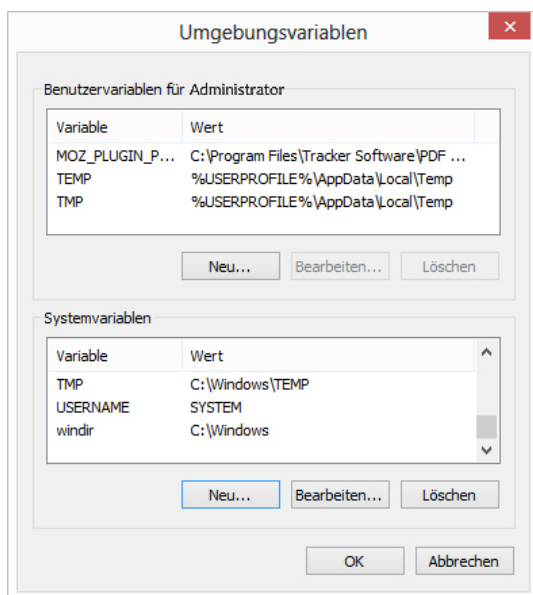 Umgebungsvariablen
Benutzervariablen für Administrator
Variable Wert
MOZ_PLUGIN_P... C:\Program Files\Tracker Software\PDF ...
TEMP %USERPROFILE%\AppData\Local\Temp
TMP %USERPROFILE%\AppData\Local\Temp
Neu... Bearbeiten... Löschen
Systemvariablen
Variable Wert
TMP C:\Windows\TEMP
USERNAME SYSTEM
windir C:\Windows
Neu... Bearbeiten... Löschen
OK Abbrechen